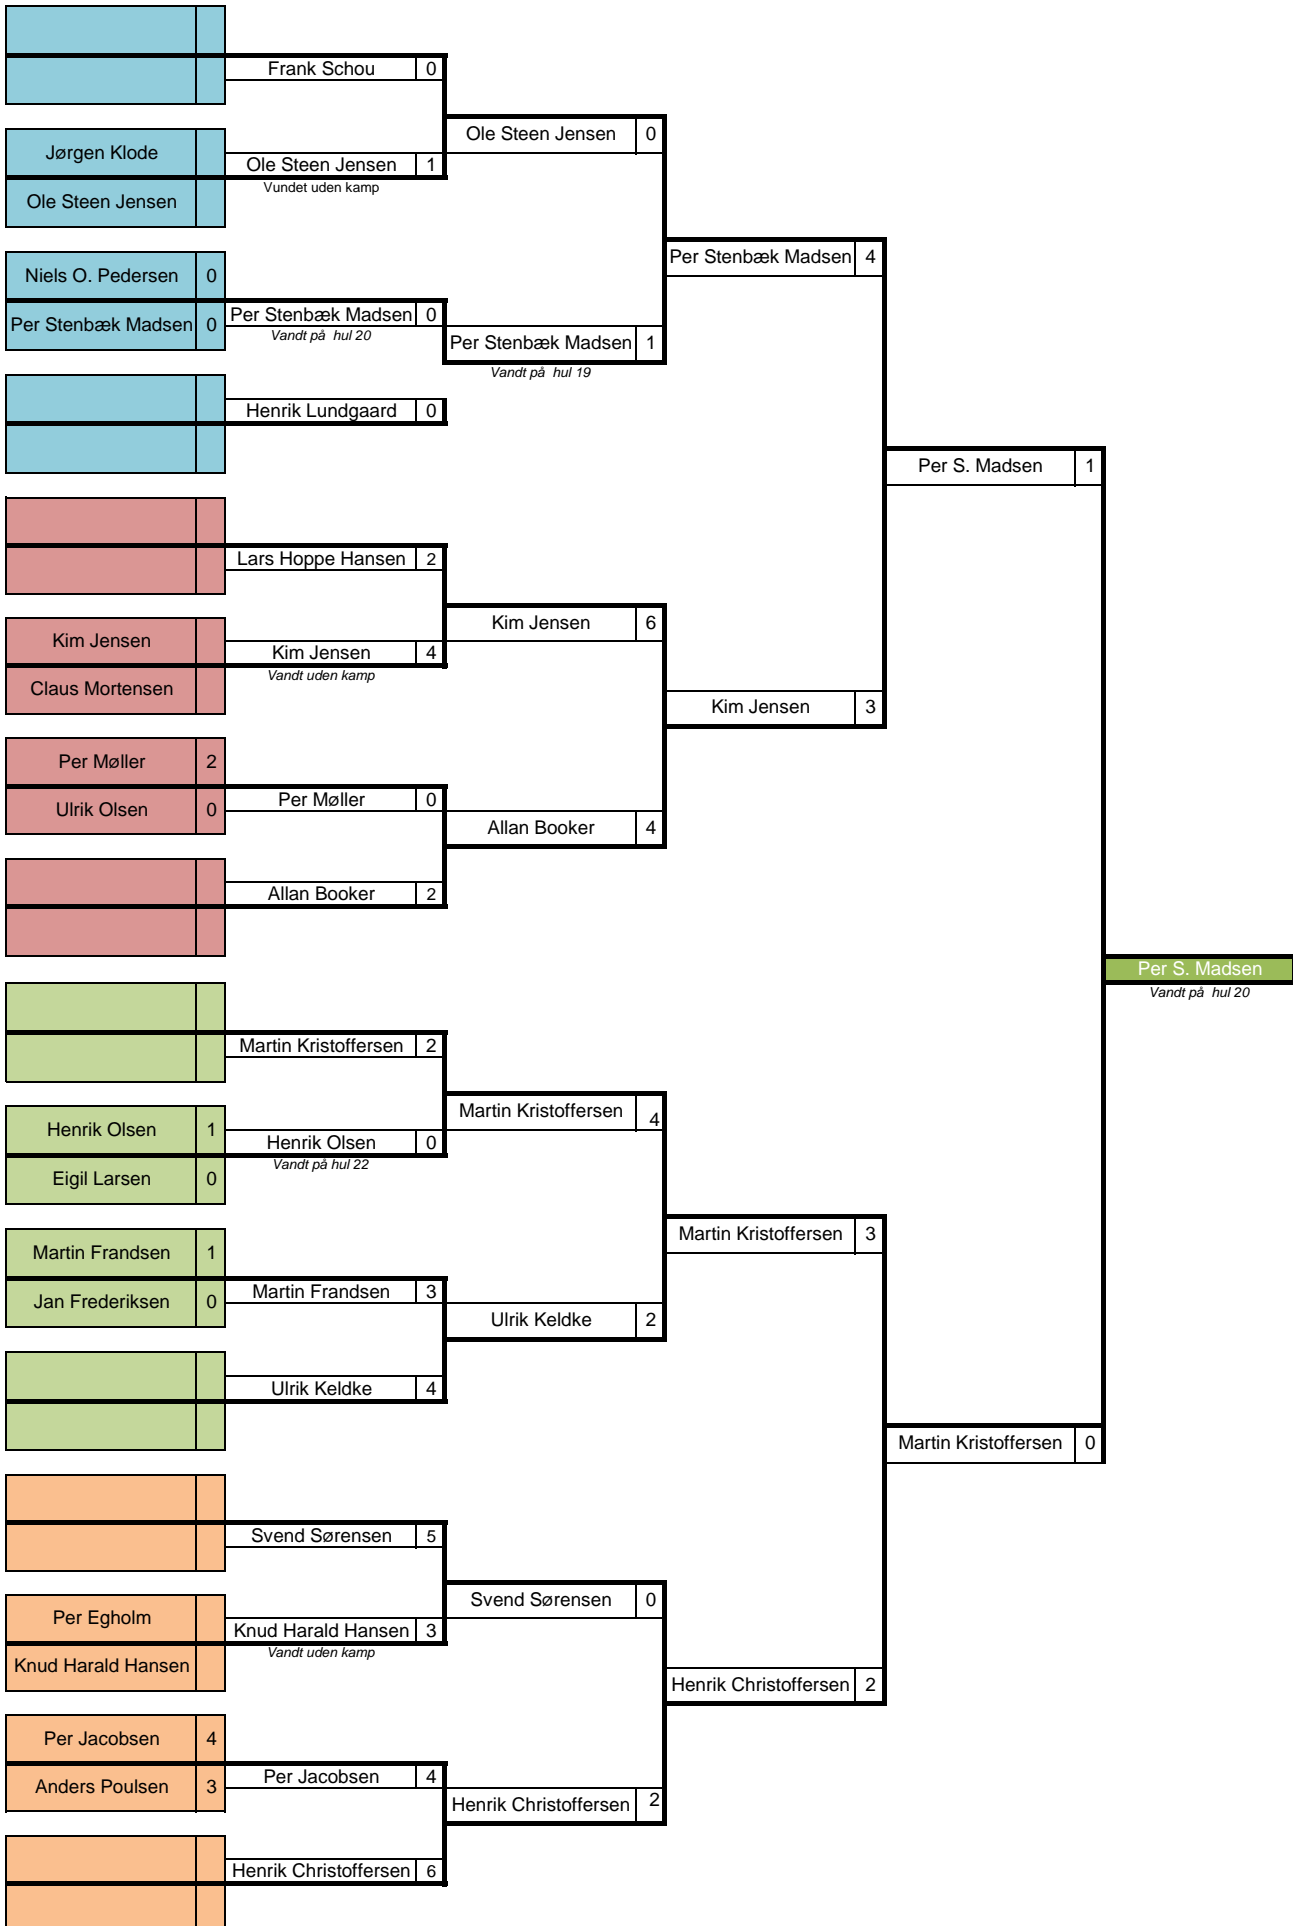 Frank Schou 0
Ole Steen Jensen 0
Jørgen Klode
Ole Steen Jensen 1
Vundet uden kamp
Ole Steen Jensen
Per Stenbæk Madsen 4
Niels O. Pedersen 0
Per Stenbæk Madsen 0
Per Stenbæk Madsen 0
Vandt på hul 20
Per Stenbæk Madsen 1
Vandt på hul 19
Henrik Lundgaard 0
Per S. Madsen 1
Lars Hoppe Hansen 2
Kim Jensen 6
Kim Jensen
Kim Jensen 4
Vandt uden kamp
Claus Mortensen
Kim Jensen 3
Per Møller 2
Ulrik Olsen 0
Per Møller 0
Allan Booker 4
Allan Booker 2
Per S. Madsen
Vandt på hul 20
Martin Kristoffersen 2
Martin Kristoffersen 4
Henrik Olsen 1
Henrik Olsen 0
Vandt på hul 22
Eigil Larsen 0
Martin Kristoffersen 3
Martin Frandsen 1
Jan Frederiksen 0
Martin Frandsen 3
Ulrik Keldke 2
Ulrik Keldke 4
Martin Kristoffersen 0
Svend Sørensen 5
Svend Sørensen 0
Per Egholm
Knud Harald Hansen 3
Vandt uden kamp
Knud Harald Hansen
Henrik Christoffersen 2
Per Jacobsen 4
Anders Poulsen 3
Per Jacobsen 4
Henrik Christoffersen 2
Henrik Christoffersen 6